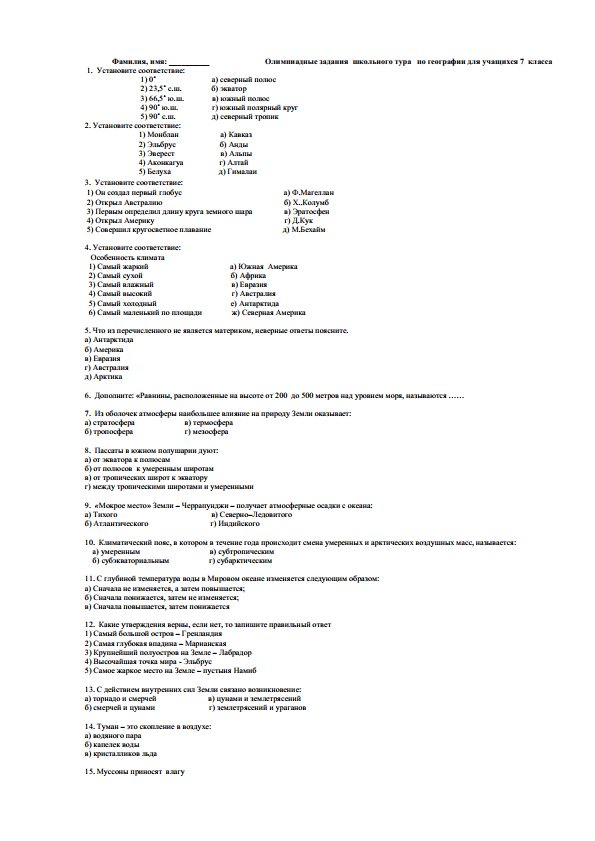 Фамилия, имя: __________ Олимпиадные задания школьного тура по географии для учащихся 7 класса
1. Установите соответствие:
1) 0˚ а) северный полюс
2) 23,5˚ с.ш. б) экватор
3) 66,5˚ ю.ш. в) южный полюс
4) 90˚ ю.ш. г) южный полярный круг
5) 90˚ с.ш. д) северный тропик
2. Установите соответствие:
1) Монблан а) Кавказ
2) Эльбрус б) Анды
3) Эверест в) Альпы
4) Аконкагуа г) Алтай
5) Белуха д) Гималаи
3. Установите соответствие:
1) Он создал первый глобус а) Ф.Магеллан
2) Открыл Австралию б) Х..Колумб
3) Первым определил длину круга земного шара в) Эратосфен
4) Открыл Америку г) Д.Кук
5) Совершил кругосветное плавание д) М.Бехайм
4. Установите соответствие:
Особенность климата
1) Самый жаркий а) Южная Америка
2) Самый сухой б) Африка
3) Самый влажный в) Евразия
4) Самый высокий г) Австралия
5) Самый холодный е) Антарктида
6) Самый маленький по площади ж) Северная Америка
5. Что из перечисленного не является материком, неверные ответы поясните.
а) Антарктида
б) Америка
в) Евразия
г) Австралия
д) Арктика
6. Дополните: «Равнины, расположенные на высоте от 200 до 500 метров над уровнем моря, называются ……
7. Из оболочек атмосферы наибольшее влияние на природу Земли оказывает:
а) стратосфера в) термосфера
б) тропосфера г) мезосфера
8. Пассаты в южном полушарии дуют:
а) от экватора к полюсам
б) от полюсов к умеренным широтам
в) от тропических широт к экватору
г) между тропическими широтами и умеренными
9. «Мокрое место» Земли – Черрапунджи – получает атмосферные осадки с океана:
а) Тихого в) Северно–Ледовитого
б) Атлантического г) Индийского
10. Климатический пояс, в котором в течение года происходит смена умеренных и арктических воздушных масс, называется:
а) умеренным в) субтропическим
б) субэкваториальным г) субарктическим
11. С глубиной температура воды в Мировом океане изменяется следующим образом:
а) Сначала не изменяется, а затем повышается;
б) Сначала понижается, затем не изменяется;
в) Сначала повышается, затем понижается
12. Какие утверждения верны, если нет, то запишите правильный ответ
1) Самый большой остров – Гренландия
2) Самая глубокая впадина – Марианская
3) Крупнейший полуостров на Земле – Лабрадор
4) Высочайшая точка мира - Эльбрус
5) Самое жаркое место на Земле – пустыня Намиб
13. С действием внутренних сил Земли связано возникновение:
а) торнадо и смерчей в) цунами и землетрясений
б) смерчей и цунами г) землетрясений и ураганов
14. Туман – это скопление в воздухе:
а) водяного пара
б) капелек воды
в) кристалликов льда
15. Муссоны приносят влагу